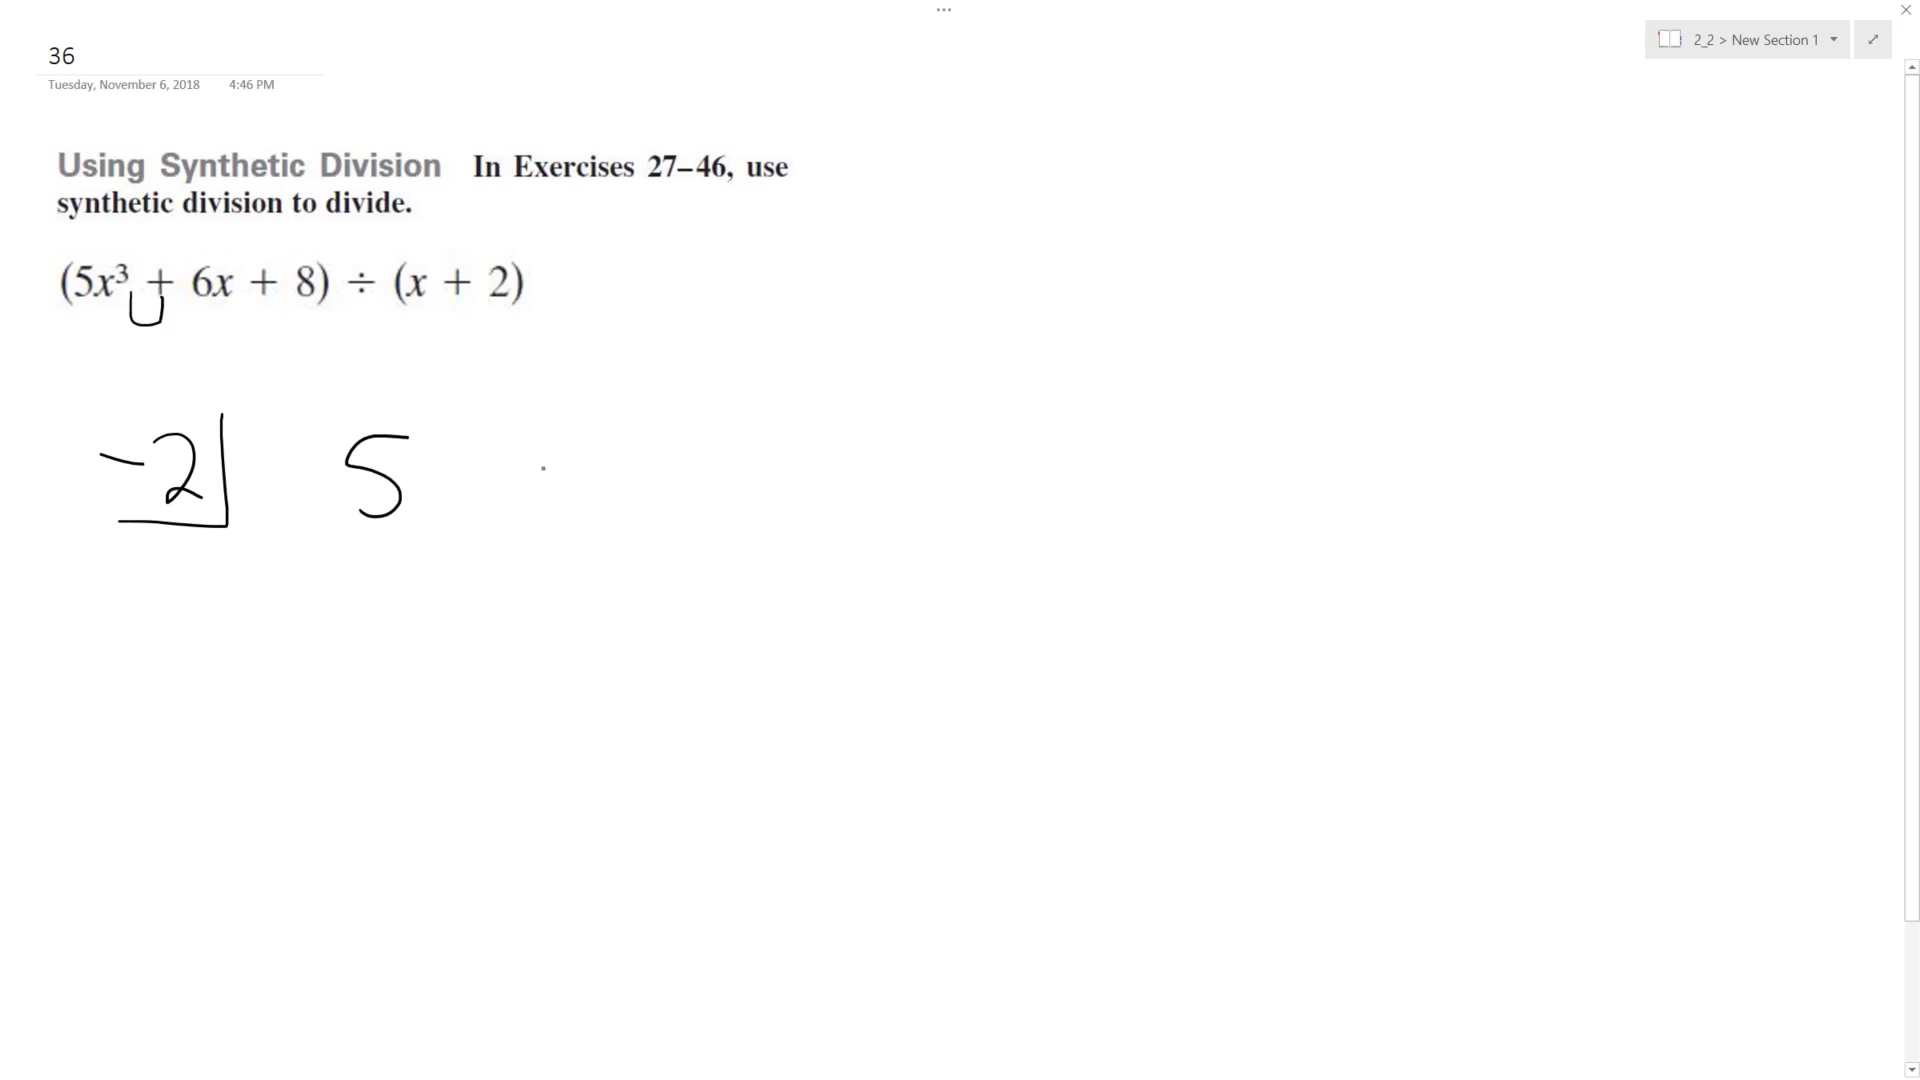 ...
36
2_2 > New Section 1
Tuesday, November 6, 2018 4:46 PM
Using Synthetic Division In Exercises 27–46, use
synthetic division to divide.
(5x³ + 6x + 8) ÷ (x + 2)
-2 5